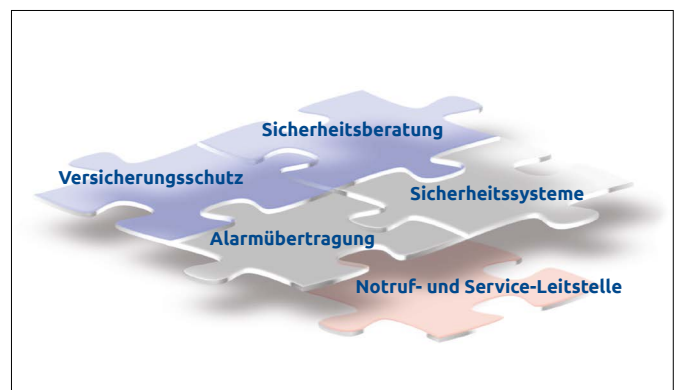 Sicherheitsberatung
Versicherungsschutz
Sicherheitssysteme
Alarmübertragung
Notruf- und Service-Leitstelle